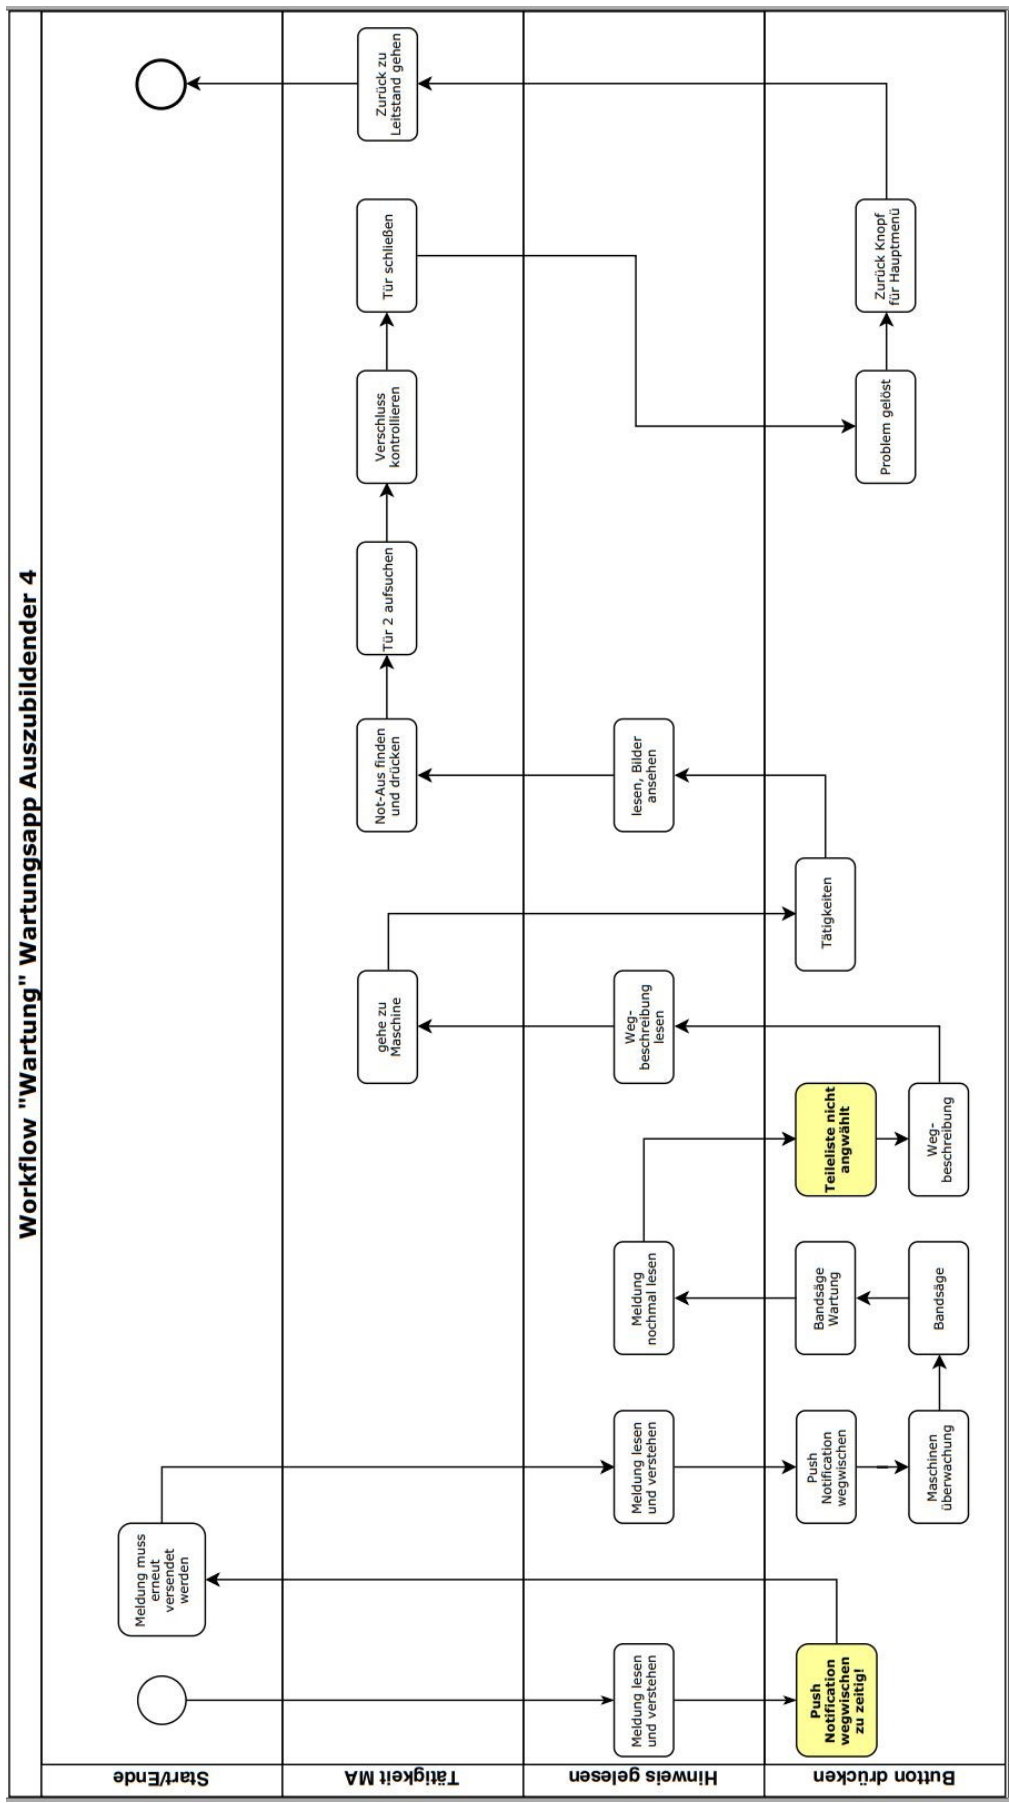 Workflow "Wartung" Wartungsapp Auszubildender 4
Start/Ende
Meldung muss
erneut
versendet
werden
Tätigkeit MA
gehe zu
Maschine
Not-Aus finden
und drücken
Tür 2 aufsuchen
Verschluss
kontrollieren
Tür schließen
Zurück zu
Leitstand gehen
Hinweis gelesen
Meldung lesen
und verstehen
Meldung lesen
und verstehen
Meldung
nochmal lesen
Weg-
beschreibung
lesen
lesen, Bilder
ansehen
Button drücken
Push
Notification
wegwischen
zu zeitig!
Push
Notification
wegwischen
Maschinen
überwachung
Bandsäge
Bandsäge
Wartung
Teileliste nicht
angwählt
Weg-
beschreibung
Tätigkeiten
Problem gelöst
Zurück Knopf
für Hauptmenü